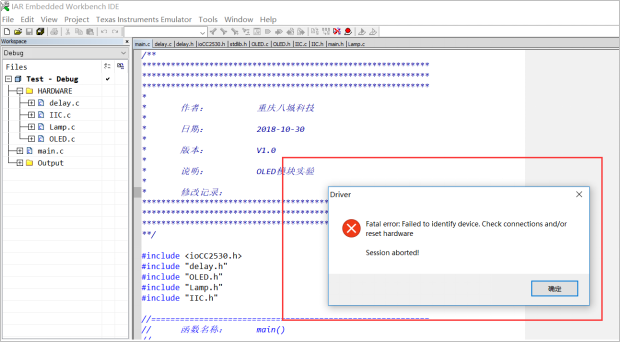 IAR Embedded Workbench IDE
File Edit View Project Texas Instruments Emulator Tools Window Help
Workspace
main.c | delay.c | delay.h | ioCC2530.h | stdlib.h | OLED.c | OLED.h | IIC.c | IIC.h | main.h | Lamp.c
Debug
Files
Test - Debug
HARDWARE
delay.c
IIC.c
Lamp.c
OLED.c
main.c
Output
/**
****************************************************************
****************************************************************
****************************************************************
*
* 作者: 重庆八城科技
*
* 日期: 2018-10-30
*
* 版本: V1.0
*
* 说明: OLED模块实验
*
* 修改记录:
**/
#include <ioCC2530.h>
#include "delay.h"
#include "OLED.h"
#include "Lamp.h"
#include "IIC.h"
// 函数名称: main()
Driver
Fatal error: Failed to identify device. Check connections and/or
reset hardware
Session aborted!
确定